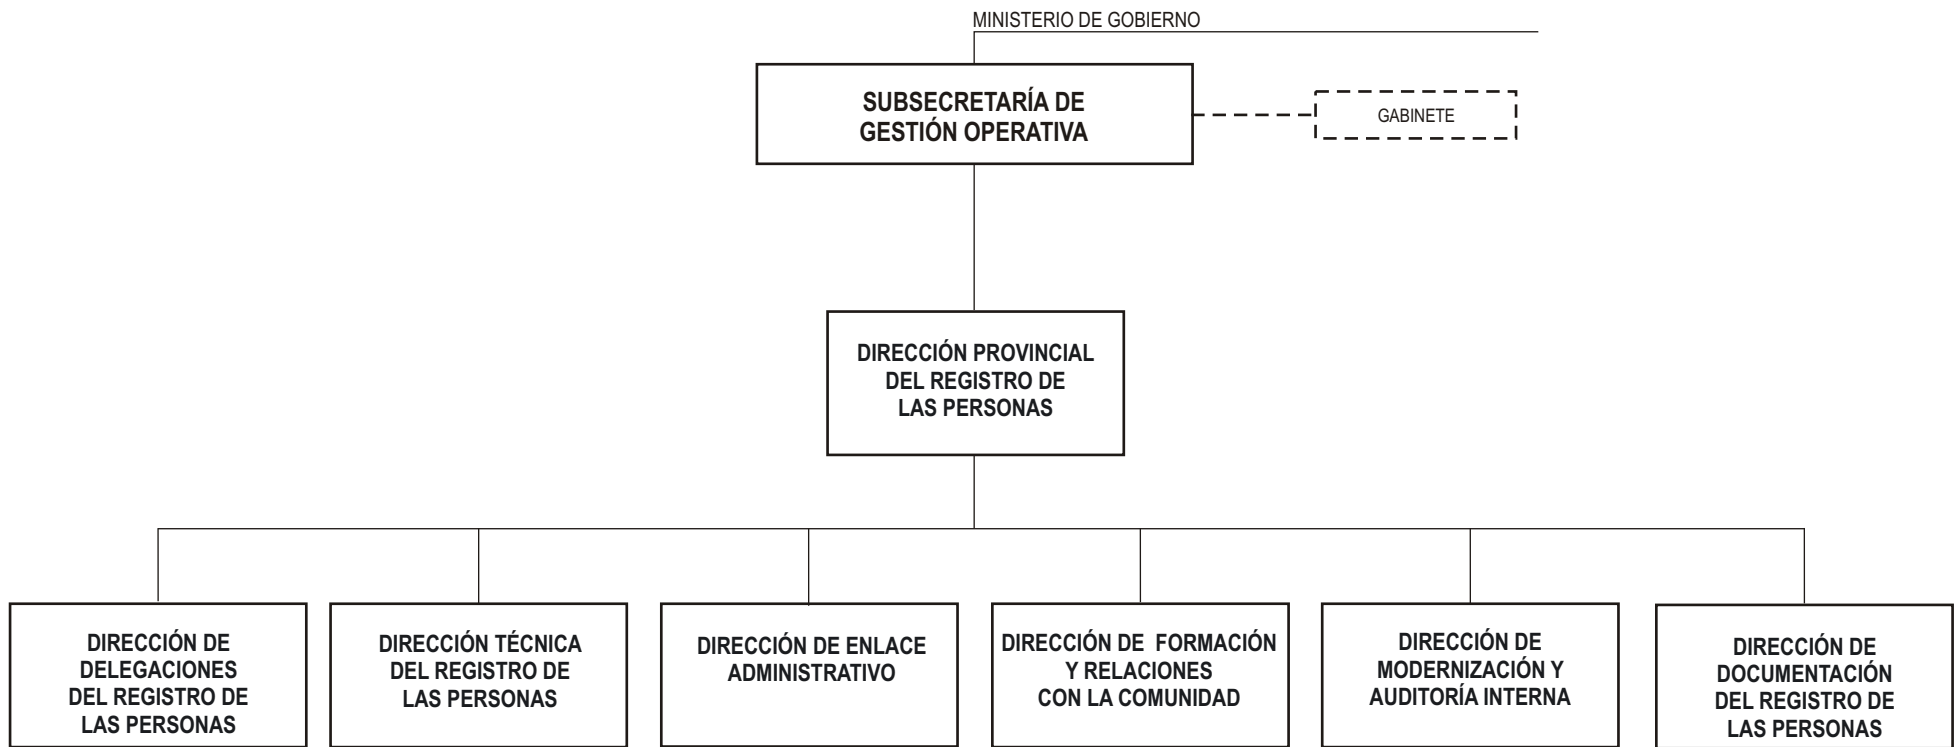 MINISTERIO DE GOBIERNO
SUBSECRETARÍA DE
GESTIÓN OPERATIVA
GABINETE
DIRECCIÓN PROVINCIAL
DEL REGISTRO DE
LAS PERSONAS
DIRECCIÓN DE
DELEGACIONES
DEL REGISTRO DE
LAS PERSONAS
DIRECCIÓN TÉCNICA
DEL REGISTRO DE
LAS PERSONAS
DIRECCIÓN DE ENLACE
ADMINISTRATIVO
DIRECCIÓN DE FORMACIÓN
Y RELACIONES
CON LA COMUNIDAD
DIRECCIÓN DE
MODERNIZACIÓN Y
AUDITORÍA INTERNA
DIRECCIÓN DE
DOCUMENTACIÓN
DEL REGISTRO DE
LAS PERSONAS